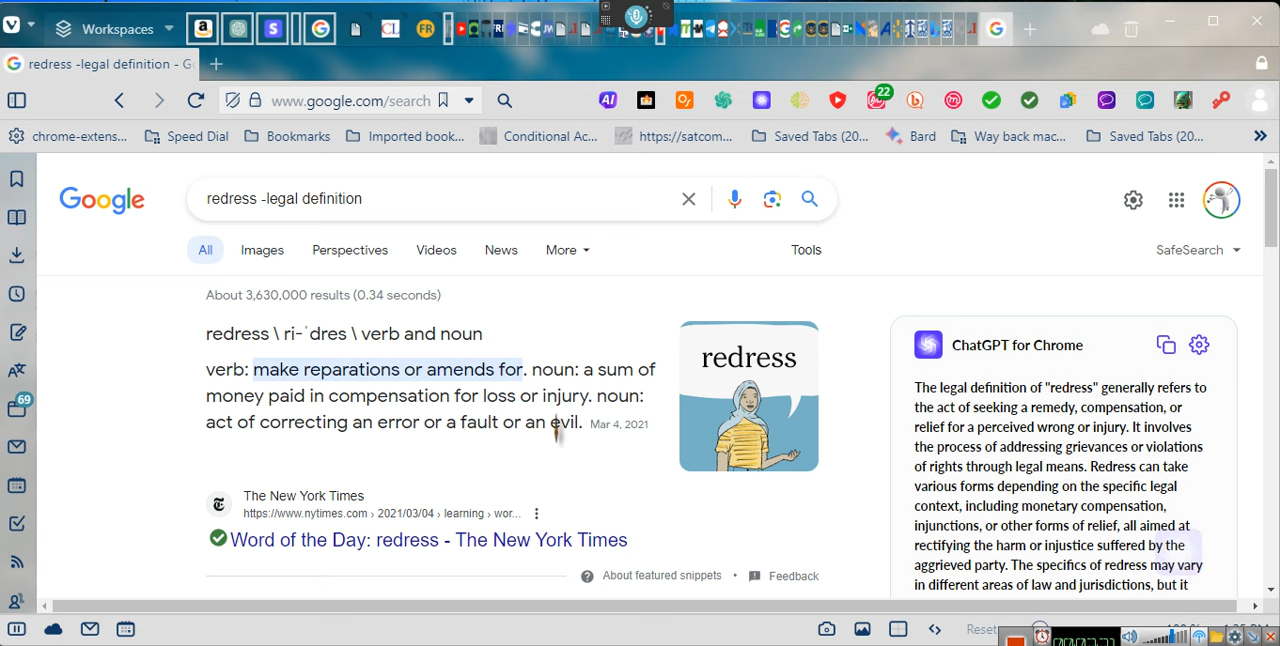 Workspaces
CL
FR
redress -legal definition - G
www.google.com/search
22
chrome-extens...
Speed Dial
Bookmarks
Imported book...
Conditional Ac...
https://satcom...
Saved Tabs (20...
Bard
Way back mac...
Saved Tabs (20...
Google
redress -legal definition
All
Images
Perspectives
Videos
News
More
Tools
SafeSearch
About 3,630,000 results (0.34 seconds)
redress \ ri-ˈdres \ verb and noun
verb: make reparations or amends for. noun: a sum of
money paid in compensation for loss or injury. noun:
act of correcting an error or a fault or an evil. Mar 4, 2021
redress
The New York Times
https://www.nytimes.com › 2021/03/04 › learning › wor...
Word of the Day: redress - The New York Times
About featured snippets
Feedback
ChatGPT for Chrome
The legal definition of "redress" generally refers to
the act of seeking a remedy, compensation, or
relief for a perceived wrong or injury. It involves
the process of addressing grievances or violations
of rights through legal means. Redress can take
various forms depending on the specific legal
context, including monetary compensation,
injunctions, or other forms of relief, all aimed at
rectifying the harm or injustice suffered by the
aggrieved party. The specifics of redress may vary
in different areas of law and jurisdictions, but it
69
Reset